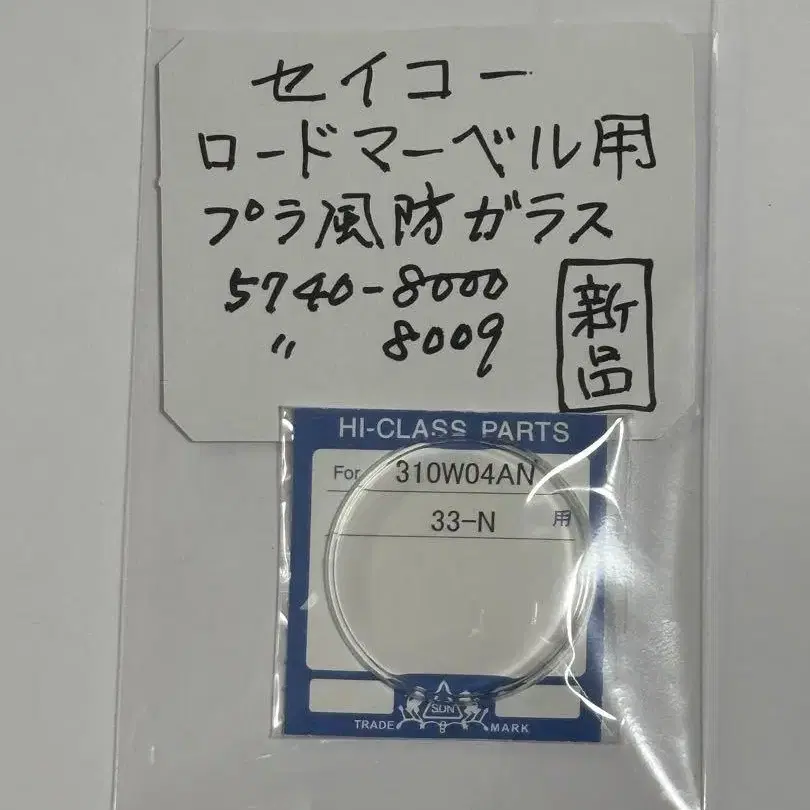 セイコー
ロードマーベル用
プラ風防ガラス
5740-8000
〃 8009
新品
HI-CLASS PARTS
For 310W04AN
33-N 用
SUN
TRADE MARK